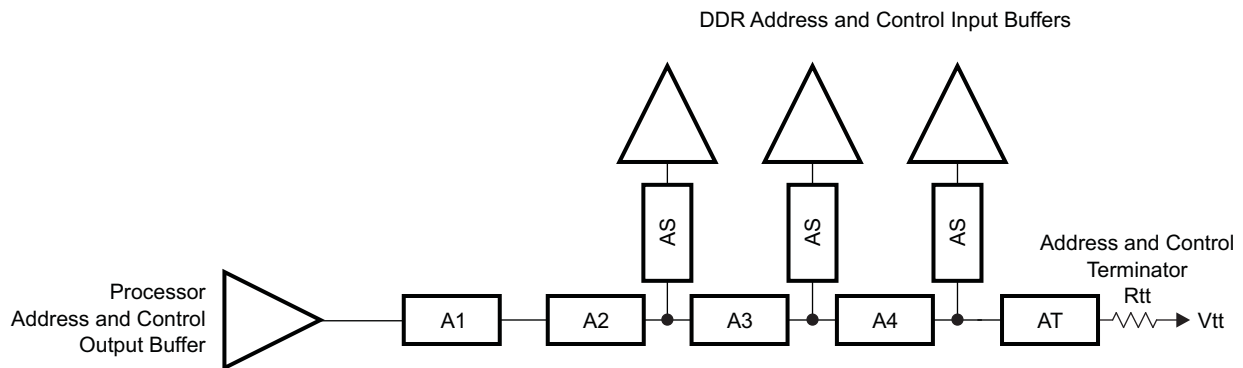 DDR Address and Control Input Buffers
AS
AS
AS
Address and Control
Terminator
Rtt
Processor
Address and Control
Output Buffer
A1
A2
A3
A4
AT
Vtt